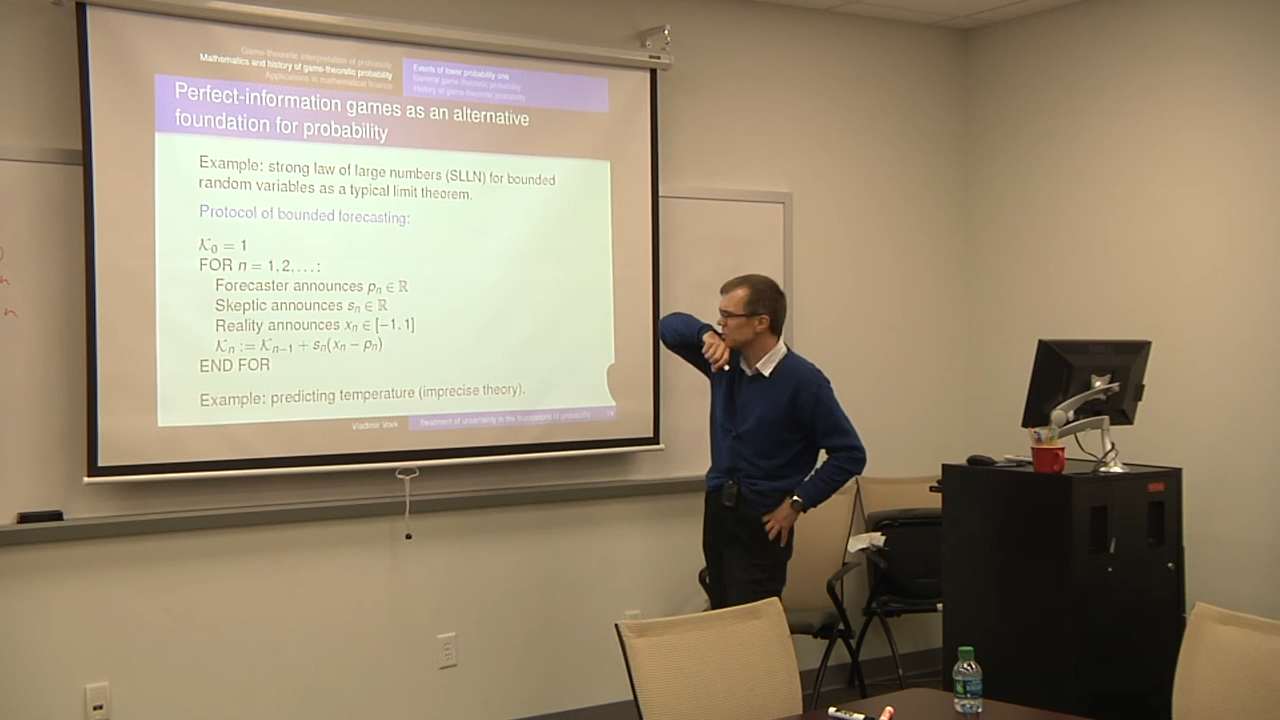 Game-theoretic interpretation of probability
Mathematics and history of game-theoretic probability
Applications in mathematical finance
Events of lower probability one
General game-theoretic probability
History of game-theoretic probability
Perfect-information games as an alternative
foundation for probability
Example: strong law of large numbers (SLLN) for bounded
random variables as a typical limit theorem.
Protocol of bounded forecasting:
𝒦₀ = 1
FOR n = 1, 2, . . . :
Forecaster announces pₙ ∈ ℝ
Skeptic announces sₙ ∈ ℝ
Reality announces xₙ ∈ [−1, 1]
𝒦ₙ := 𝒦ₙ₋₁ + sₙ(xₙ − pₙ)
END FOR
Example: predicting temperature (imprecise theory).
Vladimir Vovk Treatment of uncertainty in the foundations of probability